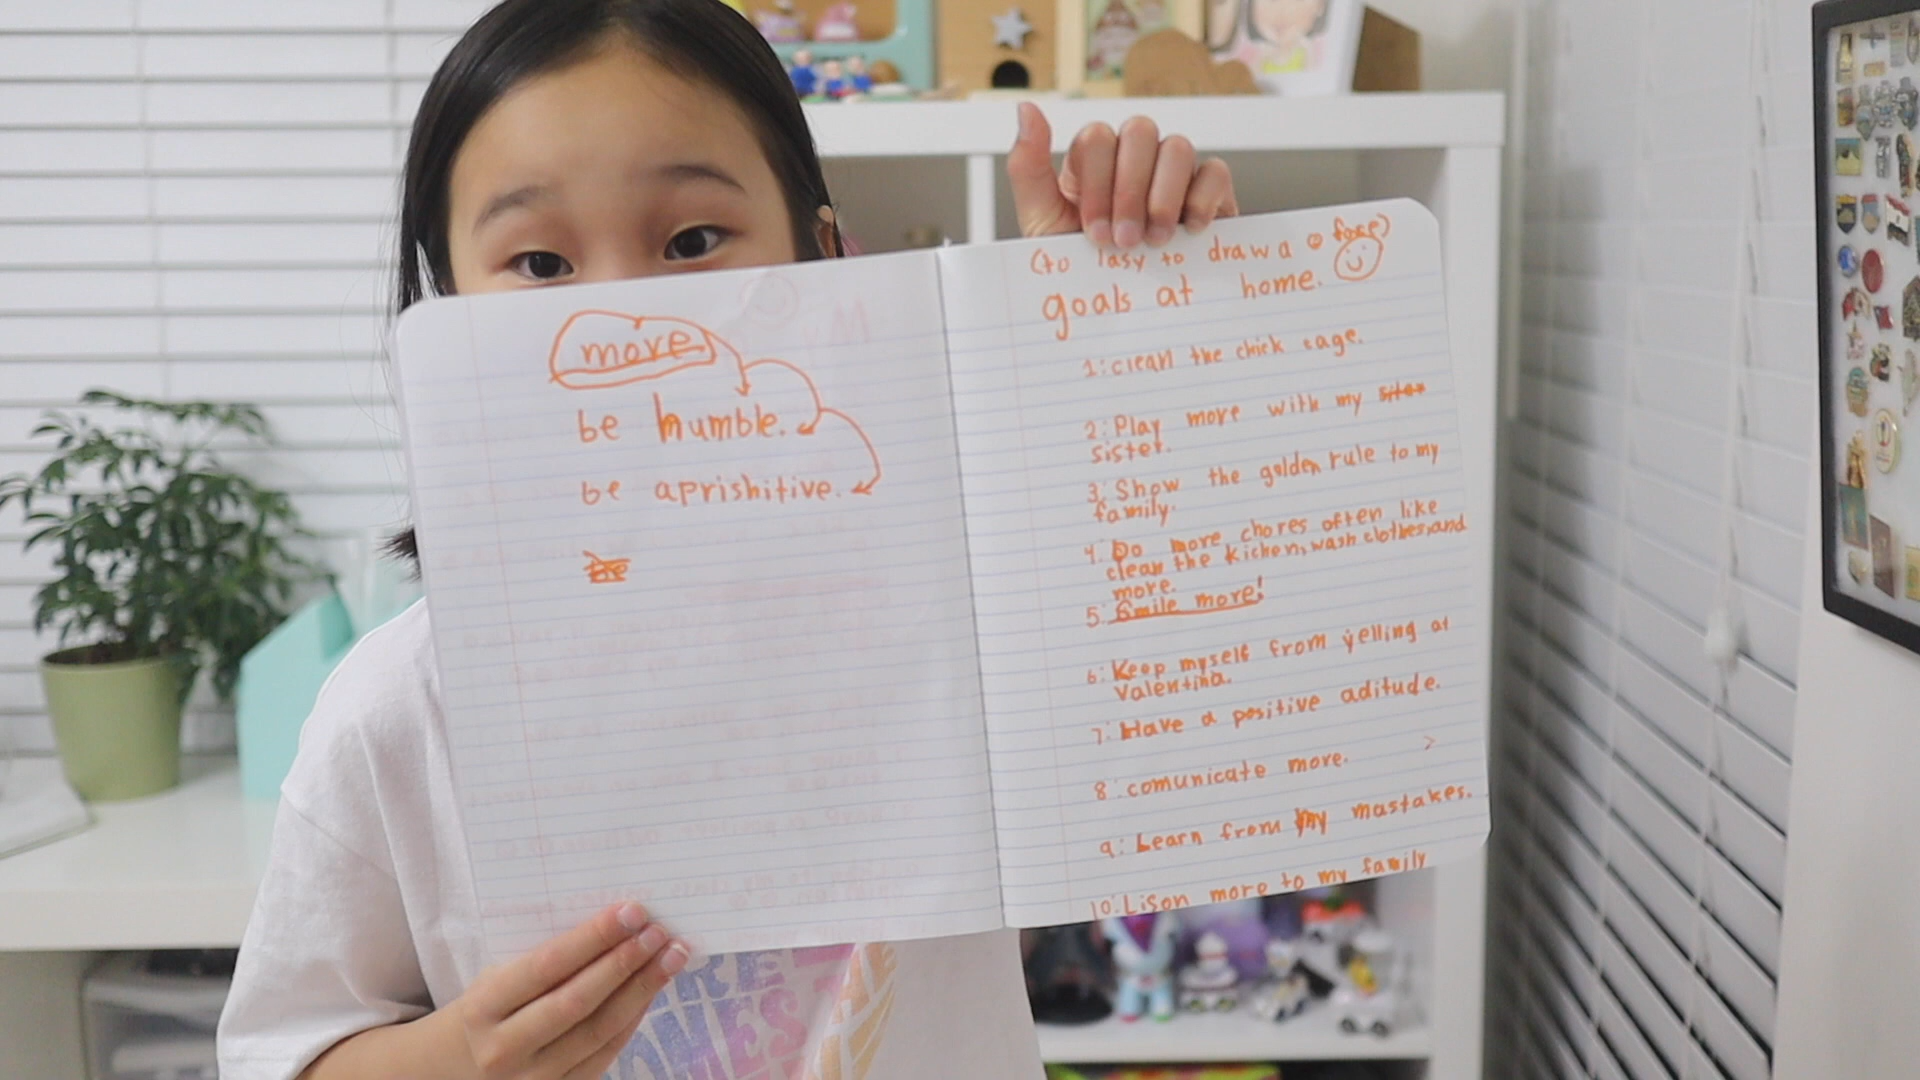 more
be humble.
be aprishitive.
(to lasy to draw a face)
goals at home.
1: clean the chick cage.
2: Play more with my
sister.
3: Show the golden rule to my
family.
4: Do more chores often like
clean the kichen, wash clothes, and
more.
5: Smile more!
6: Keep myself from yelling at
Valentina.
7: Have a positive aditude.
8: comunicate more.
9: Learn from my mastakes.
10: Lison more to my family